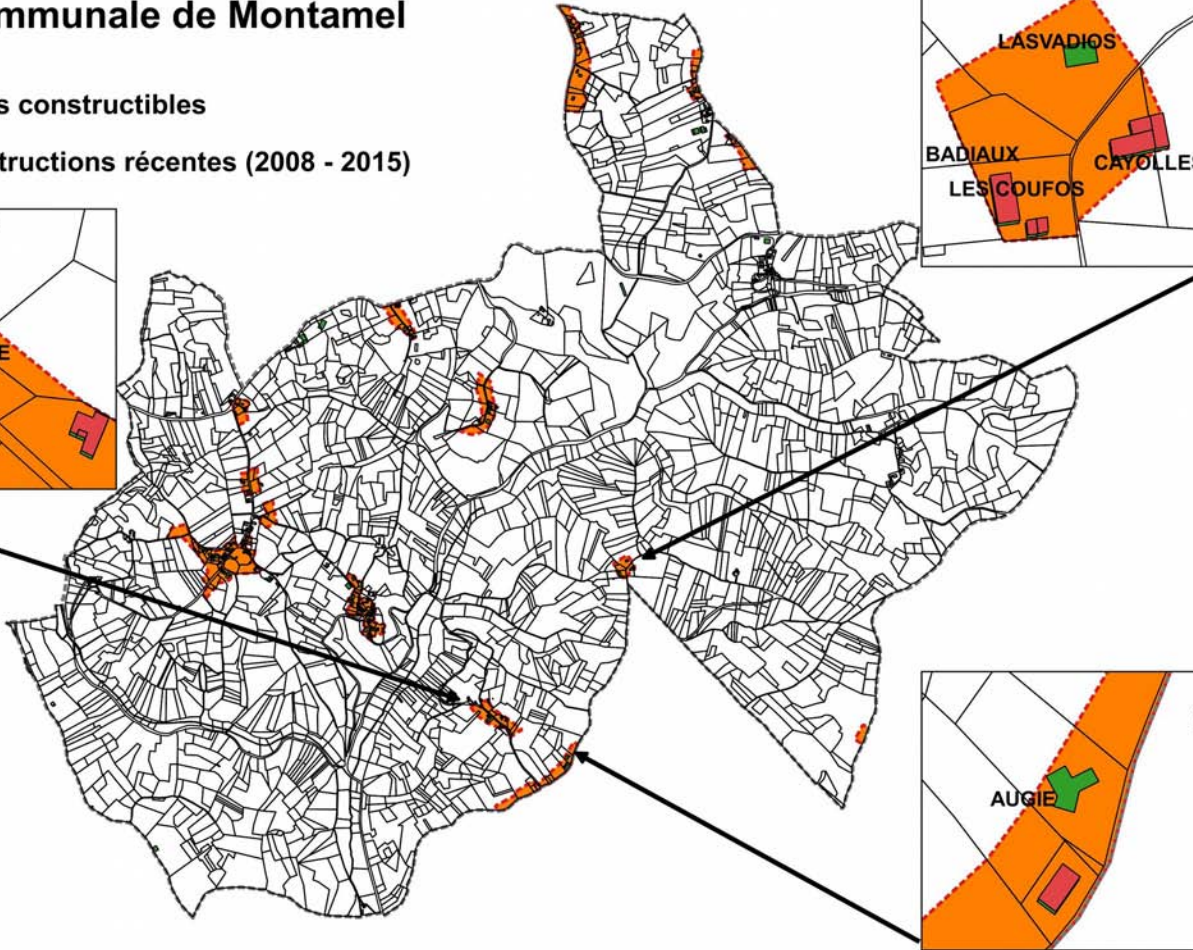 mmunale de Montamel
s constructibles
tructions récentes (2008 - 2015)
LASVADIOS
BADIAUX
CAYOLLES
LES COUFOS
E
AUGIE